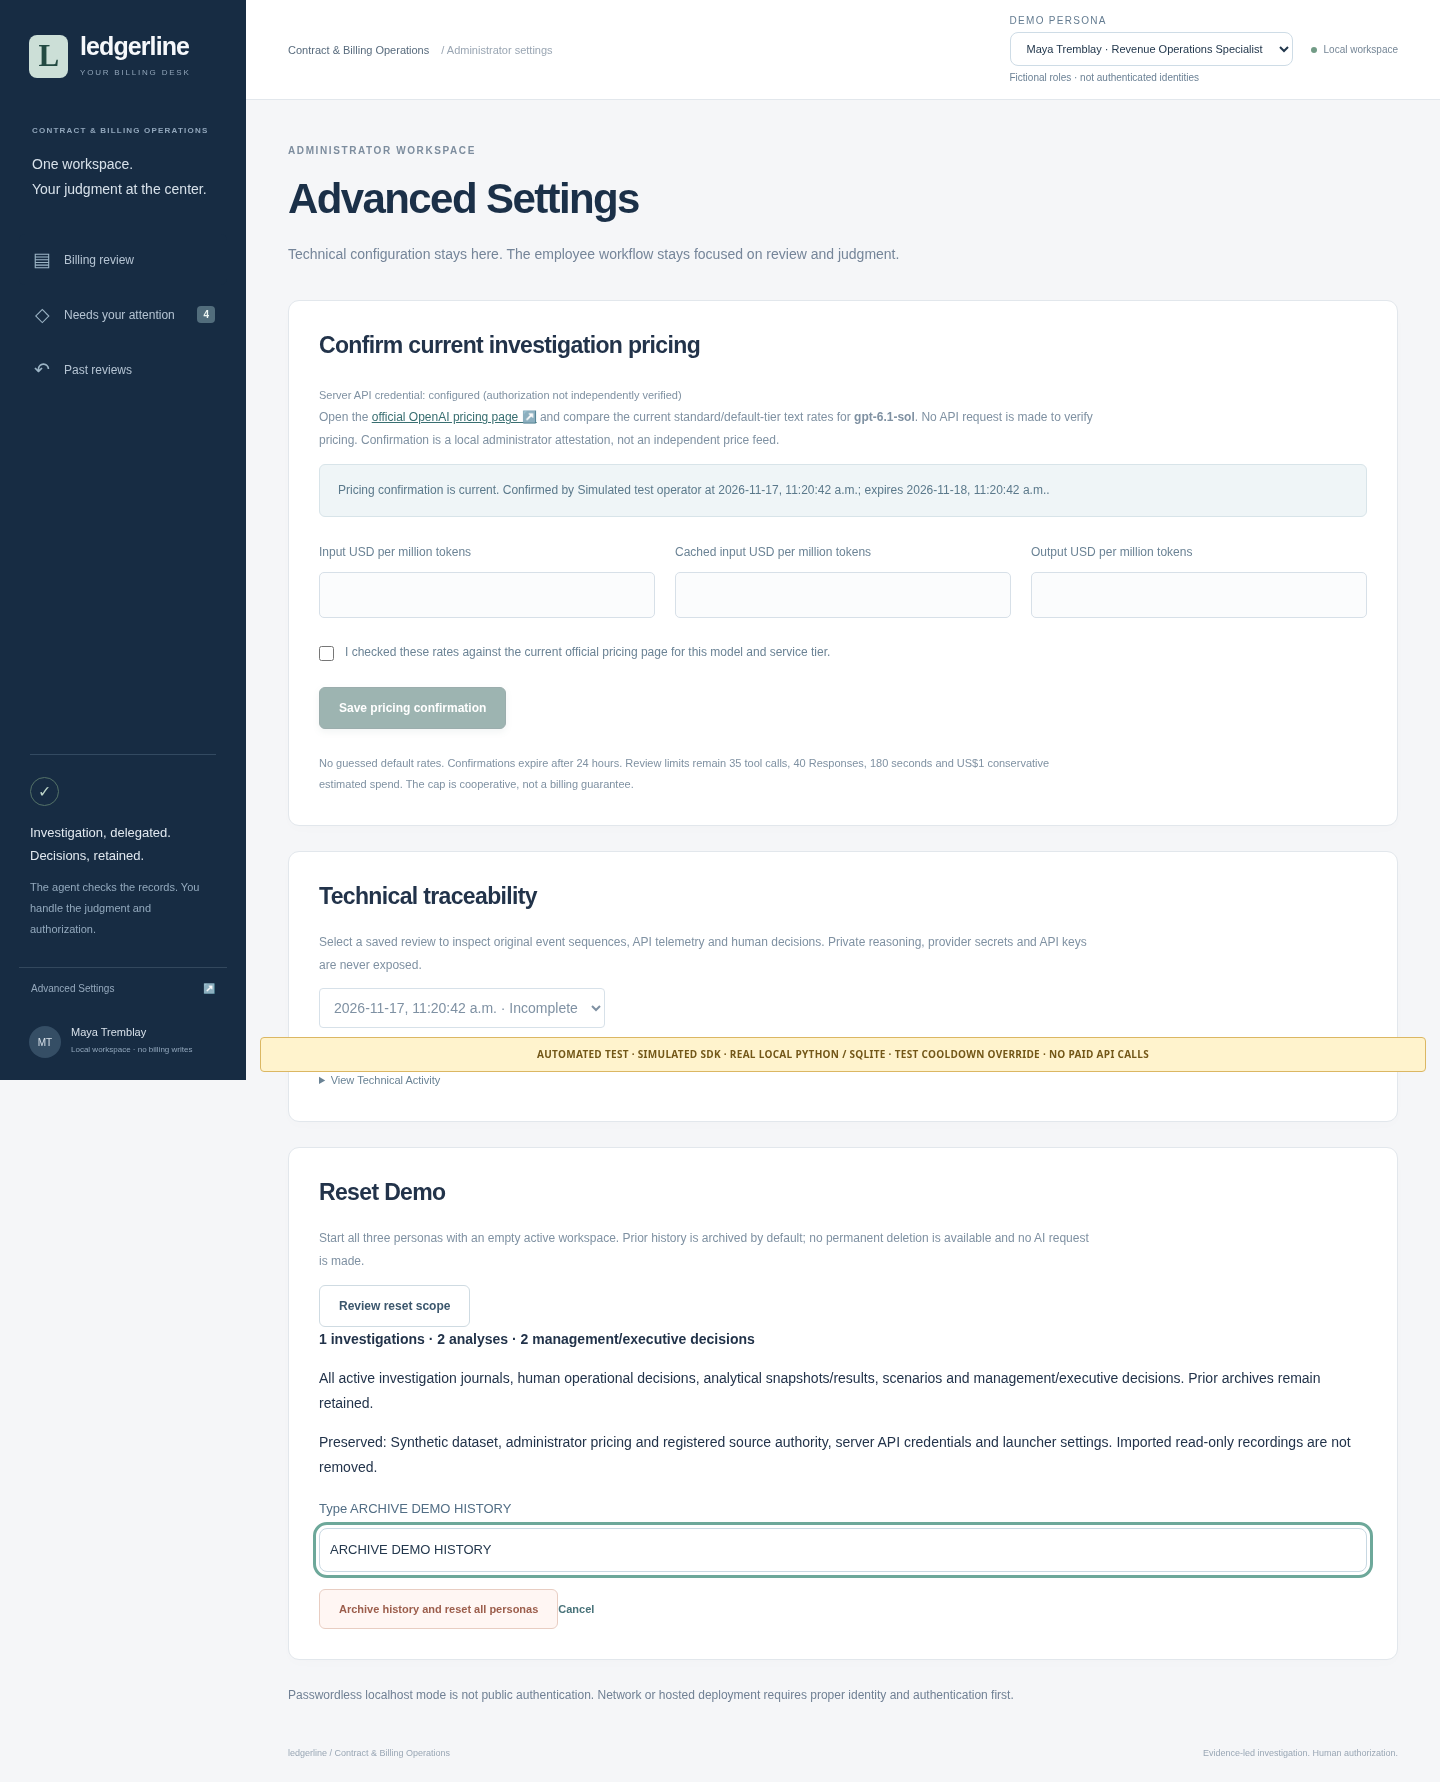 L
ledgerline
YOUR BILLING DESK
CONTRACT & BILLING OPERATIONS
One workspace.
Your judgment at the center.
Billing review
Needs your attention 4
Past reviews
Investigation, delegated.
Decisions, retained.
The agent checks the records. You
handle the judgment and
authorization.
Advanced Settings
MT
Maya Tremblay
Local workspace · no billing writes
Contract & Billing Operations / Administrator settings
DEMO PERSONA
Maya Tremblay · Revenue Operations Specialist
Local workspace
Fictional roles · not authenticated identities
ADMINISTRATOR WORKSPACE
Advanced Settings
Technical configuration stays here. The employee workflow stays focused on review and judgment.
Confirm current investigation pricing
Server API credential: configured (authorization not independently verified)
Open the official OpenAI pricing page ↗ and compare the current standard/default-tier text rates for gpt-6.1-sol. No API request is made to verify
pricing. Confirmation is a local administrator attestation, not an independent price feed.
Pricing confirmation is current. Confirmed by Simulated test operator at 2026-11-17, 11:20:42 a.m.; expires 2026-11-18, 11:20:42 a.m..
Input USD per million tokens
Cached input USD per million tokens
Output USD per million tokens
I checked these rates against the current official pricing page for this model and service tier.
Save pricing confirmation
No guessed default rates. Confirmations expire after 24 hours. Review limits remain 35 tool calls, 40 Responses, 180 seconds and US$1 conservative
estimated spend. The cap is cooperative, not a billing guarantee.
Technical traceability
Select a saved review to inspect original event sequences, API telemetry and human decisions. Private reasoning, provider secrets and API keys
are never exposed.
2026-11-17, 11:20:42 a.m. · Incomplete
AUTOMATED TEST · SIMULATED SDK · REAL LOCAL PYTHON / SQLITE · TEST COOLDOWN OVERRIDE · NO PAID API CALLS
View Technical Activity
Reset Demo
Start all three personas with an empty active workspace. Prior history is archived by default; no permanent deletion is available and no AI request
is made.
Review reset scope
1 investigations · 2 analyses · 2 management/executive decisions
All active investigation journals, human operational decisions, analytical snapshots/results, scenarios and management/executive decisions. Prior archives remain
retained.
Preserved: Synthetic dataset, administrator pricing and registered source authority, server API credentials and launcher settings. Imported read-only recordings are not
removed.
Type ARCHIVE DEMO HISTORY
ARCHIVE DEMO HISTORY
Archive history and reset all personas
Cancel
Passwordless localhost mode is not public authentication. Network or hosted deployment requires proper identity and authentication first.
ledgerline / Contract & Billing Operations
Evidence-led investigation. Human authorization.